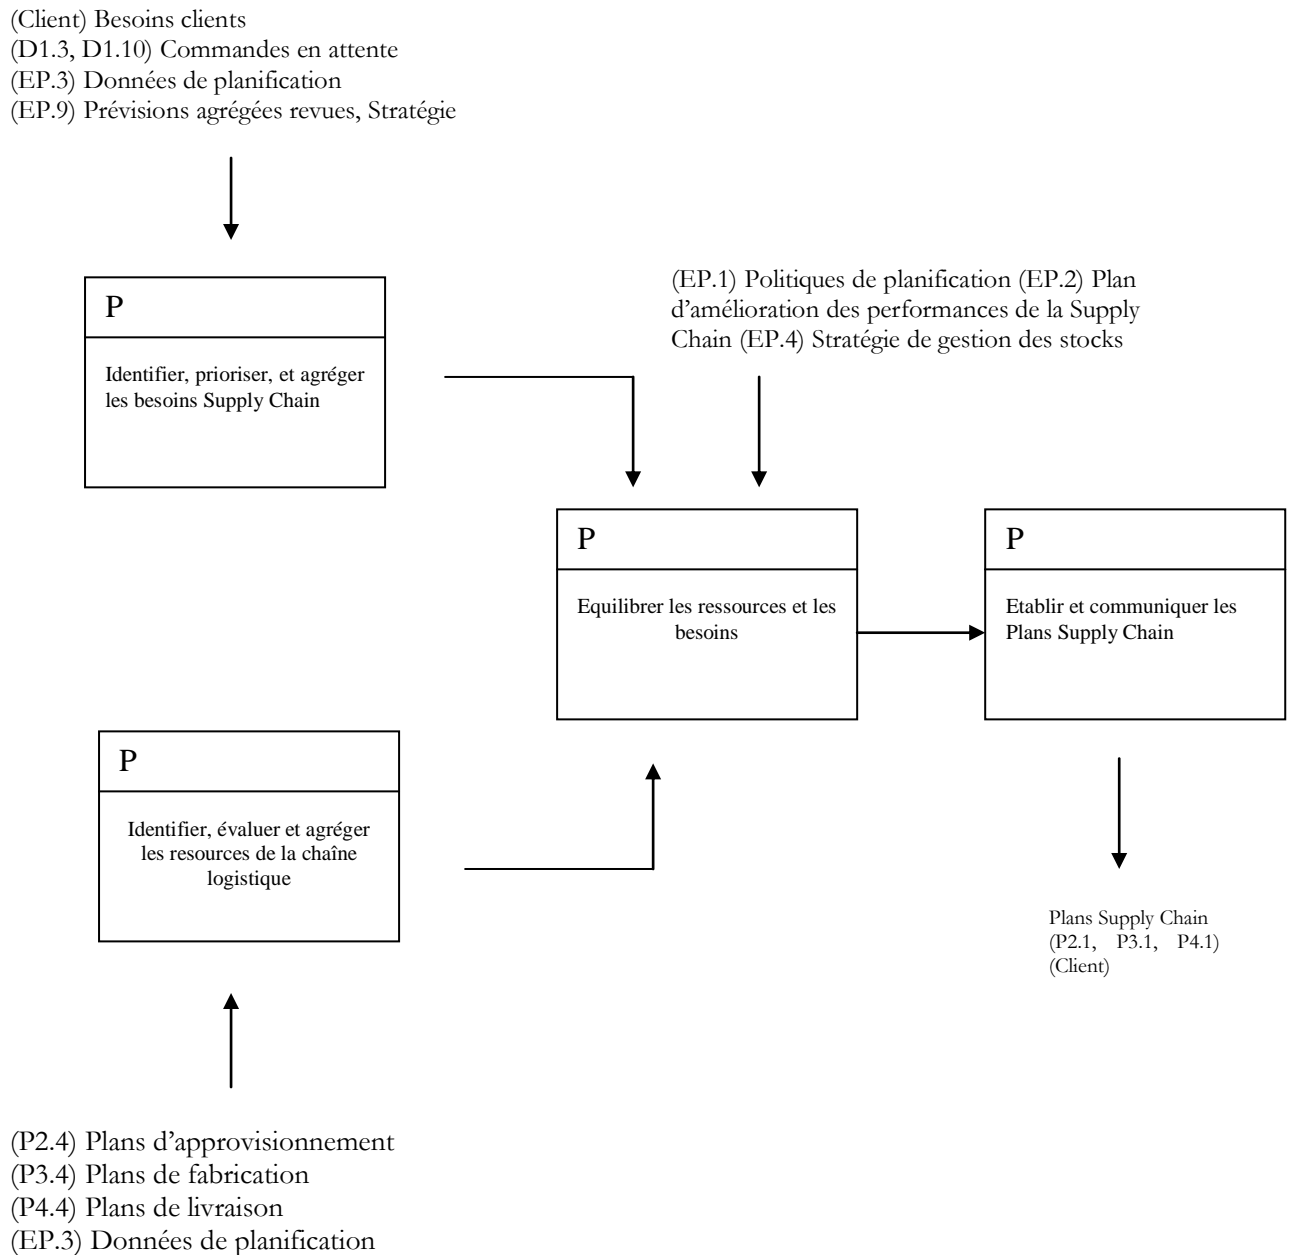 (Client) Besoins clients
(D1.3, D1.10) Commandes en attente
(EP.3) Données de planification
(EP.9) Prévisions agrégées revues, Stratégie
P
Identifier, prioriser, et agréger
les besoins Supply Chain
(EP.1) Politiques de planification (EP.2) Plan
d’amélioration des performances de la Supply
Chain (EP.4) Stratégie de gestion des stocks
P
Equilibrer les ressources et les
besoins
P
Etablir et communiquer les
Plans Supply Chain
P
Identifier, évaluer et agréger
les resources de la chaîne
logistique
Plans Supply Chain
(P2.1, P3.1, P4.1)
(Client)
(P2.4) Plans d’approvisionnement
(P3.4) Plans de fabrication
(P4.4) Plans de livraison
(EP.3) Données de planification